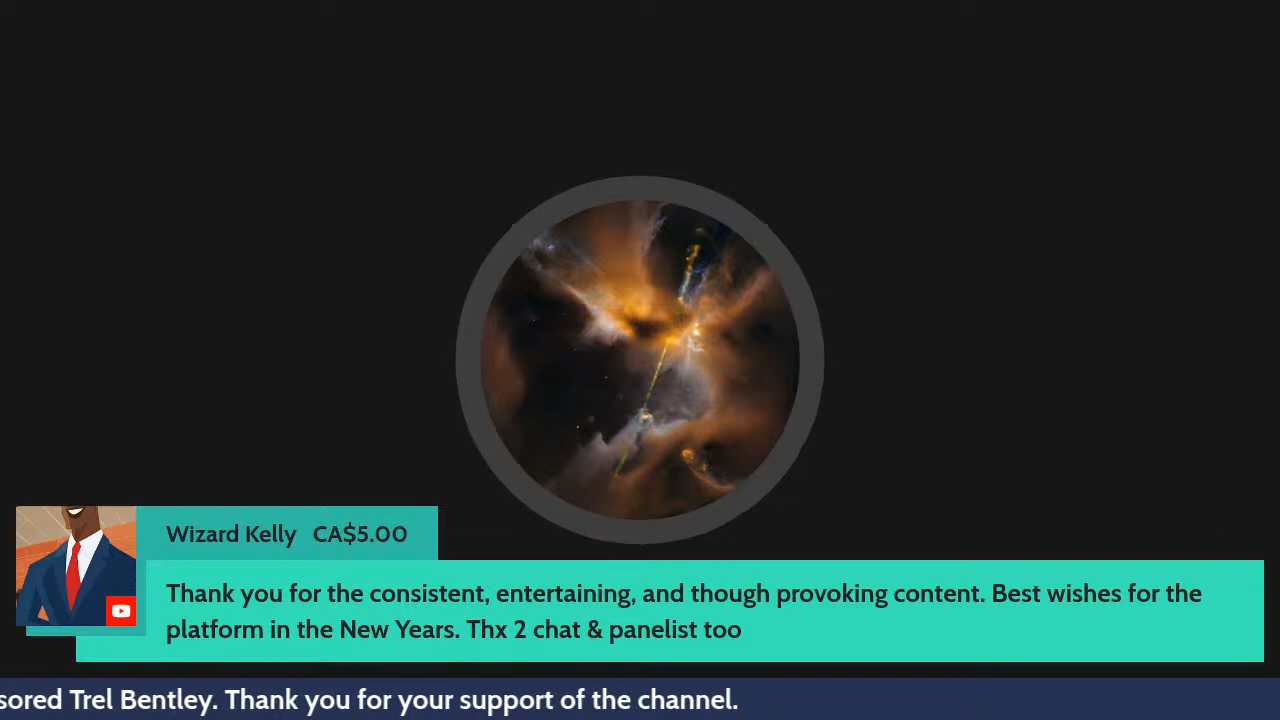 Wizard Kelly CA$5.00
Thank you for the consistent, entertaining, and though provoking content. Best wishes for the
platform in the New Years. Thx 2 chat & panelist too
sored Trel Bentley. Thank you for your support of the channel.